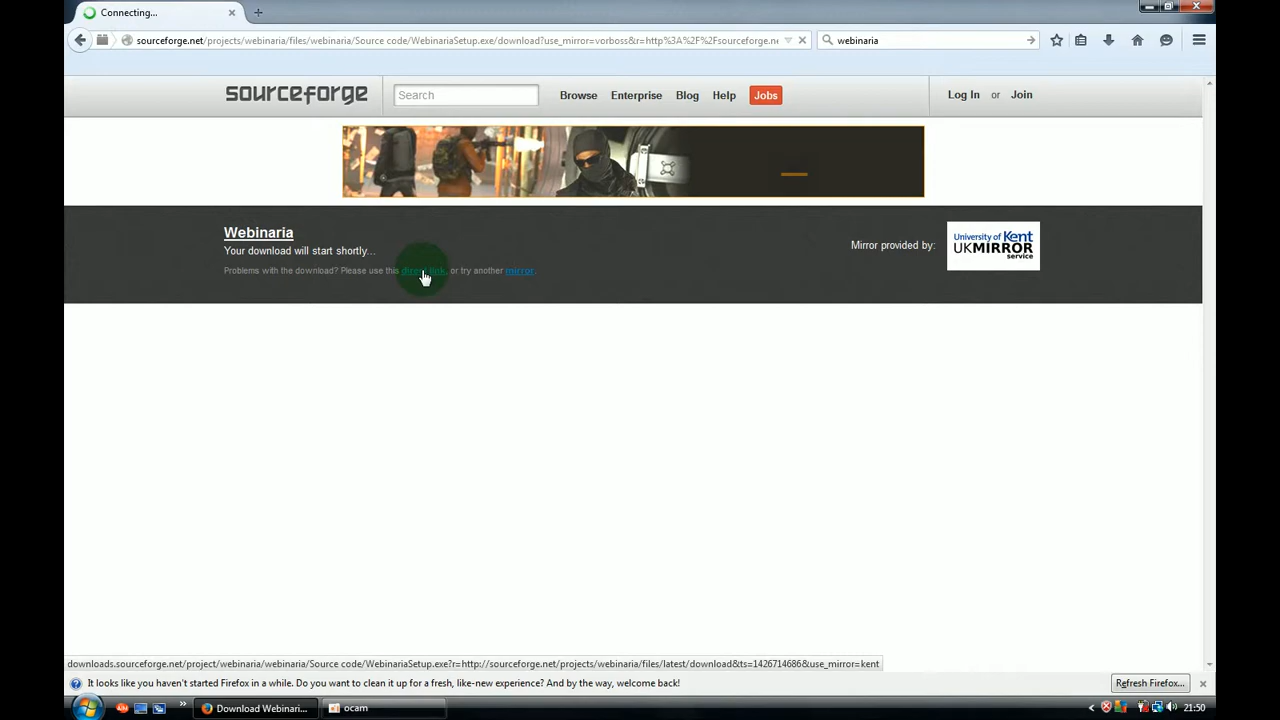 Connecting...
sourceforge.net/projects/webinaria/files/webinaria/Source code/WebinariaSetup.exe/download?use_mirror=vorboss&r=http%3A%2F%2Fsourceforge.ne
webinaria
sourceforge
Search
Browse
Enterprise
Blog
Help
Jobs
Log In or Join
Webinaria
Your download will start shortly...
Problems with the download? Please use this direct link, or try another mirror.
Mirror provided by:
University of Kent
UKMIRROR
service
downloads.sourceforge.net/project/webinaria/webinaria/Source code/WebinariaSetup.exe?r=http://sourceforge.net/projects/webinaria/files/latest/download&ts=1426714686&use_mirror=kent
It looks like you haven't started Firefox in a while. Do you want to clean it up for a fresh, like-new experience? And by the way, welcome back!
Refresh Firefox...
Download Webinari...
ocam
21:50